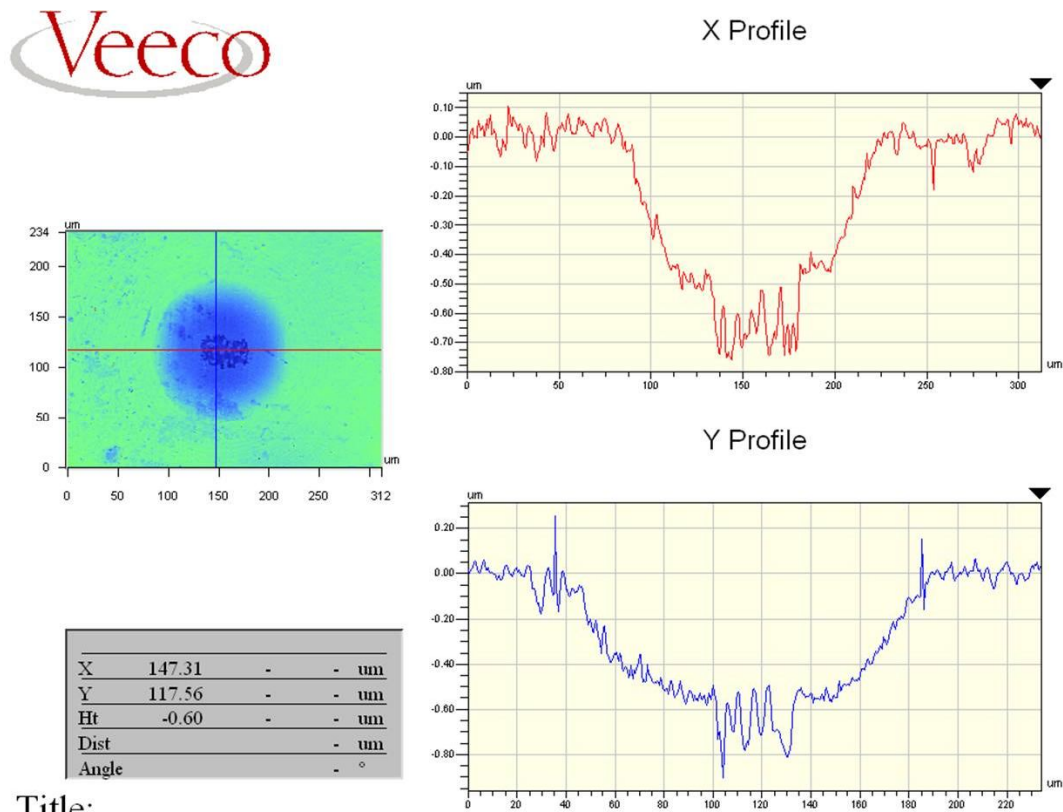 Veeco
X Profile
um
0.10
0.00
-0.10
-0.20
-0.30
-0.40
-0.50
-0.60
-0.70
-0.80
0 50 100 150 200 250 300
um
um
234
200
150
100
50
0
um
0 50 100 150 200 250 312
Y Profile
um
0.20
0.00
-0.20
-0.40
-0.60
-0.80
um
0 20 40 60 80 100 120 140 160 180 200 220
X 147.31 - - um
Y 117.56 - - um
Ht -0.60 - - um
Dist - um
Angle - °
Title: